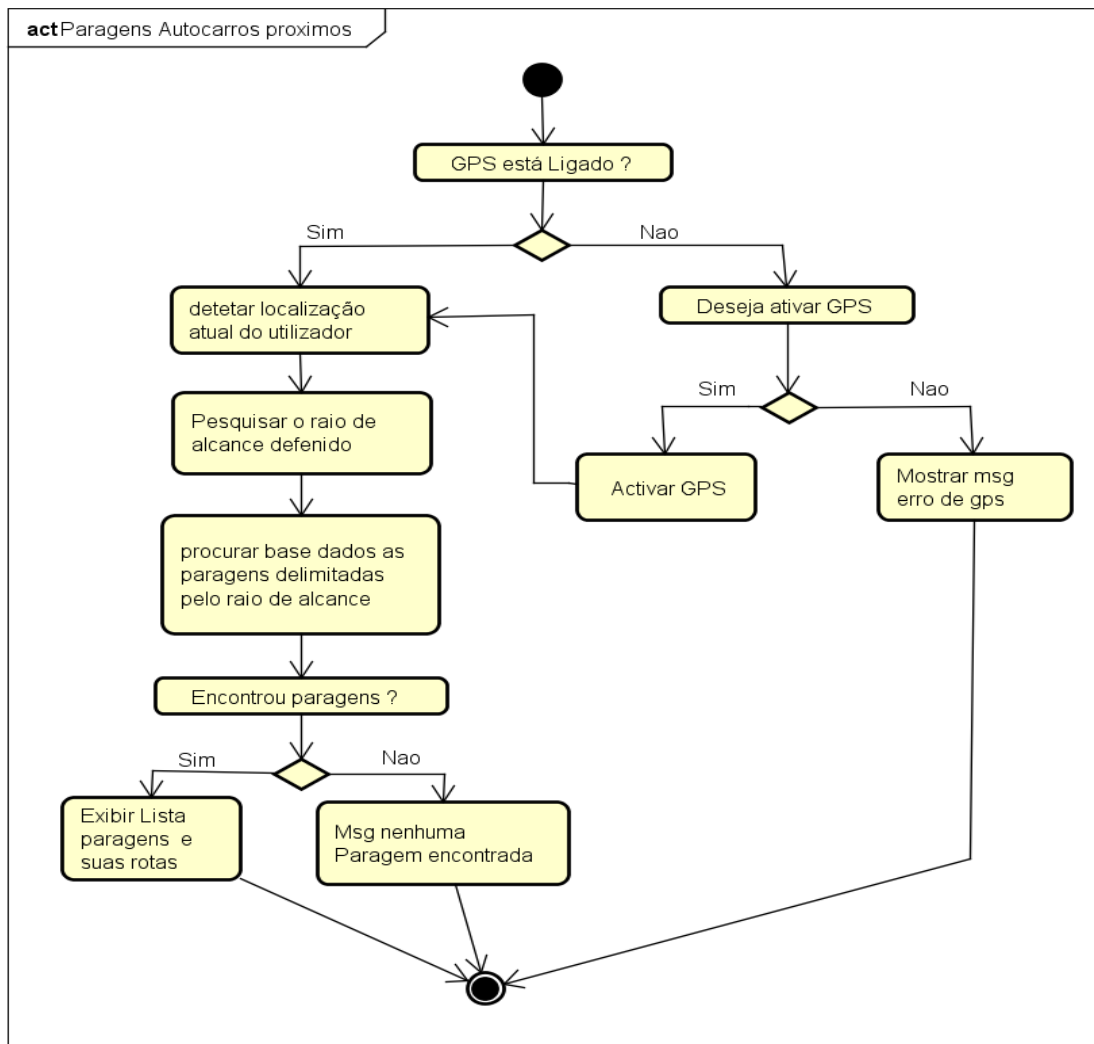 act Paragens Autocarros proximos
GPS está Ligado ?
Sim
Nao
detetar localização
atual do utilizador
Deseja ativar GPS
Sim
Nao
Pesquisar o raio de
alcance defenido
Activar GPS
Mostrar msg
erro de gps
procurar base dados as
paragens delimitadas
pelo raio de alcance
Encontrou paragens ?
Sim
Nao
Exibir Lista
paragens e
suas rotas
Msg nenhuma
Paragem encontrada